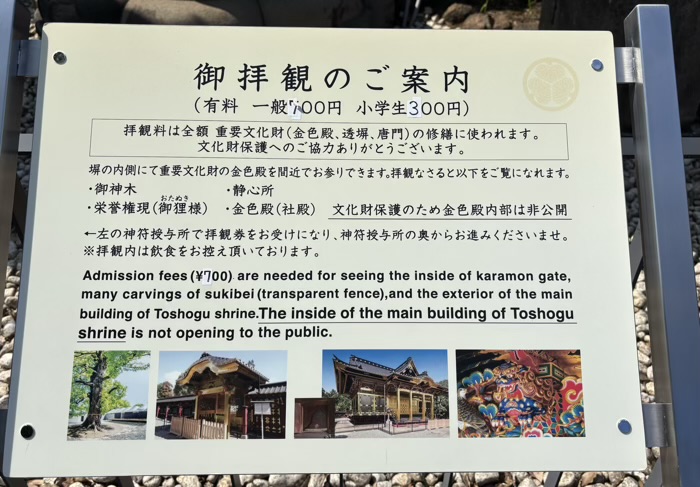 御拝観のご案内
（有料 一般700円 小学生300円）
拝観料は全額 重要文化財（金色殿、透塀、唐門）の修繕に使われます。
文化財保護へのご協力ありがとうございます。
塀の内側にて重要文化財の金色殿を間近でお参りできます。拝観なさると以下をご覧になれます。
・御神木 ・静心所
・栄誉権現（御狸様） ・金色殿（社殿） 文化財保護のため金色殿内部は非公開
おたぬき
←左の神符授与所で拝観券をお受けになり、神符授与所の奥からお進みくださいませ。
※拝観内は飲食をお控え頂いております。
Admission fees (¥700) are needed for seeing the inside of karamon gate,
many carvings of sukibei (transparent fence),and the exterior of the main
building of Toshogu shrine.The inside of the main building of Toshogu
shrine is not opening to the public.